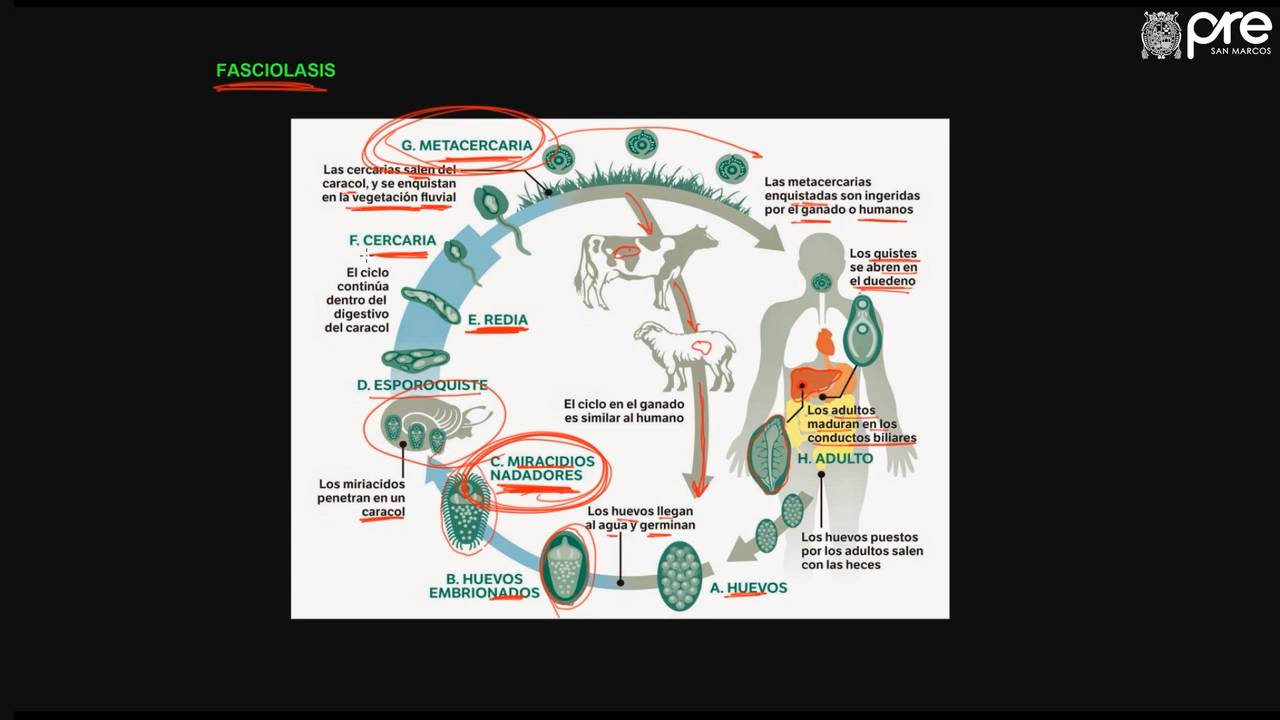 pre
SAN MARCOS
FASCIOLASIS
G. METACERCARIA
Las cercarias salen del
caracol, y se enquistan
en la vegetación fluvial
Las metacercarias
enquistadas son ingeridas
por el ganado o humanos
F. CERCARIA
El ciclo
continúa
dentro del
digestivo
del caracol
Los quistes
se abren en
el duedeno
E. REDIA
D. ESPOROQUISTE
El ciclo en el ganado
es similar al humano
Los adultos
maduran en los
conductos biliares
H. ADULTO
C. MIRACIDIOS
NADADORES
Los miriacidos
penetran en un
caracol
Los huevos llegan
al agua y germinan
Los huevos puestos
por los adultos salen
con las heces
B. HUEVOS
EMBRIONADOS
A. HUEVOS